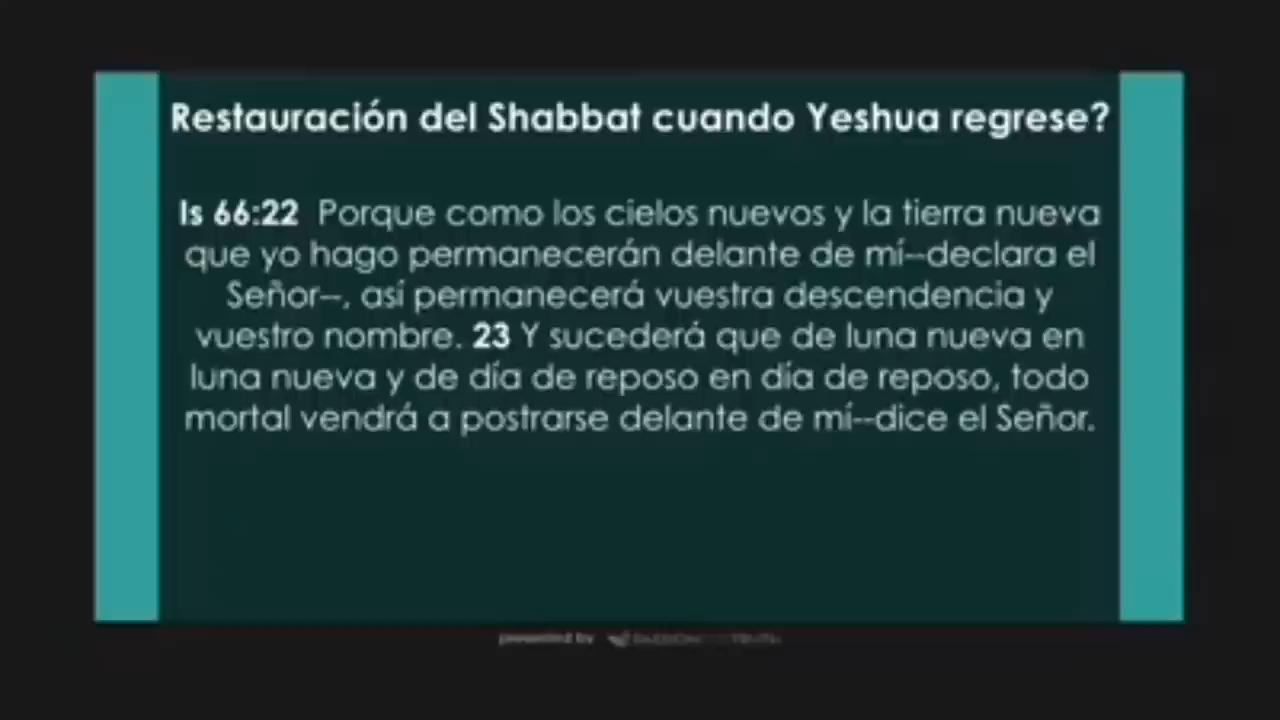 Restauración del Shabbat cuando Yeshua regrese?
Is 66:22 Porque como los cielos nuevos y la tierra nueva
que yo hago permanecerán delante de mí--declara el
Señor--, así permanecerá vuestra descendencia y
vuestro nombre. 23 Y sucederá que de luna nueva en
luna nueva y de día de reposo en día de reposo, todo
mortal vendrá a postrarse delante de mí--dice el Señor.
presented by